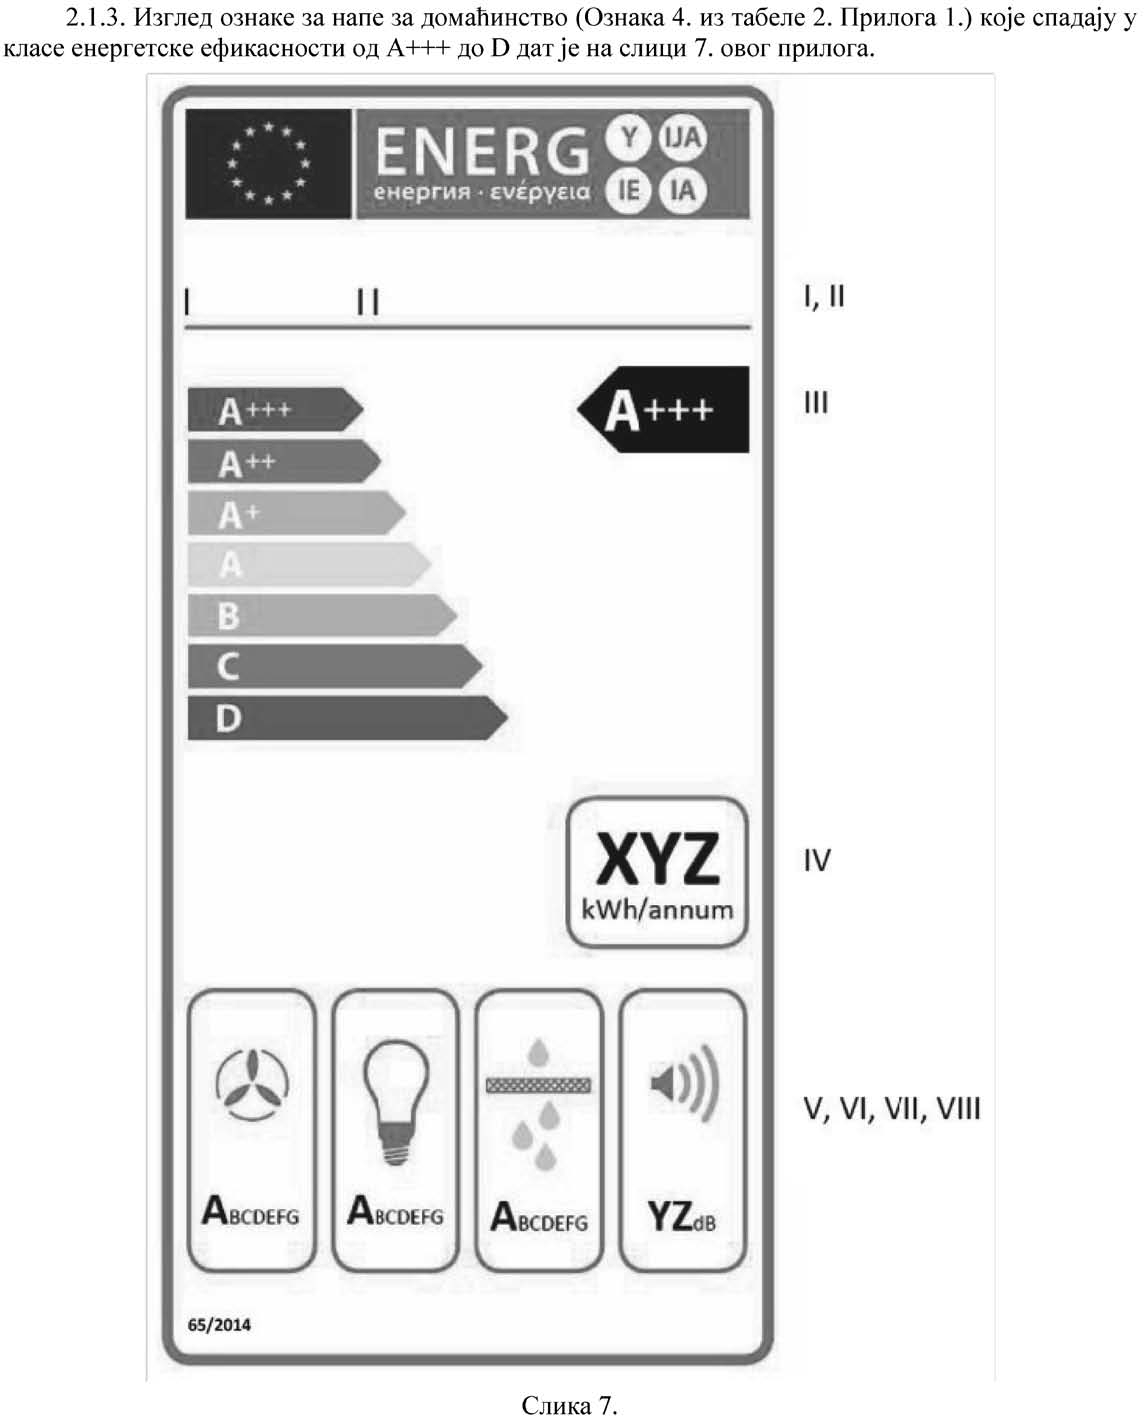 2.1.3. Изглед ознаке за напе за домаћинство (Ознака 4. из табеле 2. Прилога 1.) које спадају у
класе енергетске ефикасности од А+++ до D дат је на слици 7. овог прилога.
ENERG Y IJA
енергия · ενέργεια IE IA
I II I, II
A+++ A+++ III
A++
A+
A
B
C
D
XYZ IV
kWh/annum
V, VI, VII, VIII
ABCDEFG ABCDEFG ABCDEFG YZdB
65/2014
Слика 7.